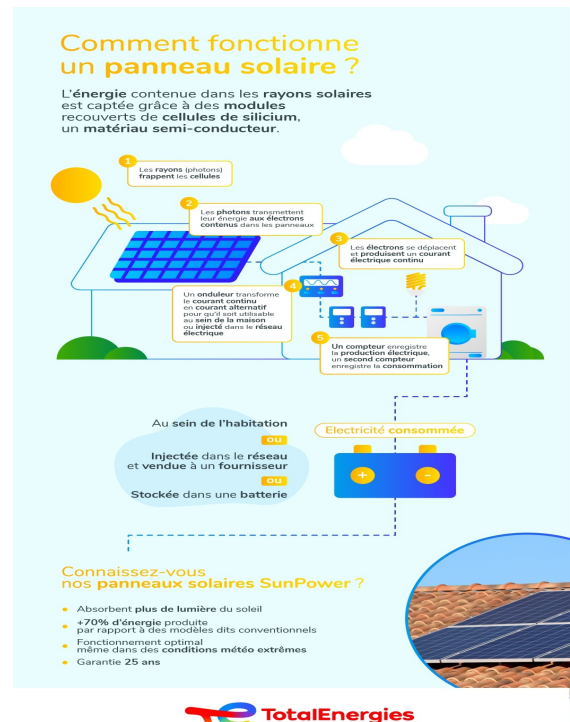 Comment fonctionne
un panneau solaire ?
L'énergie contenue dans les rayons solaires
est captée grâce à des modules
recouverts de cellules de silicium,
un matériau semi-conducteur.
1
Les rayons (photons)
frappent les cellules
2
Les photons transmettent
leur énergie aux électrons
contenus dans les panneaux
3
Les électrons se déplacent
et produisent un courant
électrique continu
4
Un onduleur transforme
le courant continu
en courant alternatif
pour qu'il soit utilisable
au sein de la maison
ou injecté dans le réseau
électrique
5
Un compteur enregistre
la production électrique,
un second compteur
enregistre la consommation
Au sein de l'habitation
OU
Injectée dans le réseau
et vendue à un fournisseur
OU
Stockée dans une batterie
Electricité consommée
+ -
Connaissez-vous
nos panneaux solaires SunPower ?
• Absorbent plus de lumière du soleil
• +70% d'énergie produite
par rapport à des modèles dits conventionnels
• Fonctionnement optimal
même dans des conditions météo extrêmes
• Garantie 25 ans
TotalEnergies